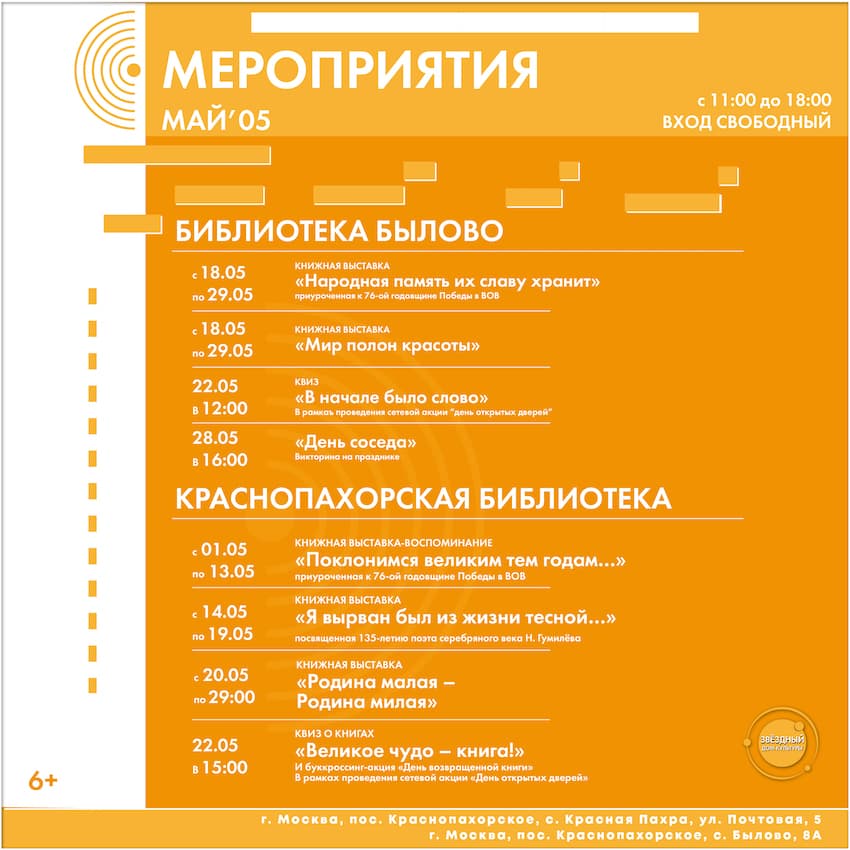 МЕРОПРИЯТИЯ
МАЙ’05
с 11:00 до 18:00
ВХОД СВОБОДНЫЙ
БИБЛИОТЕКА БЫЛОВО
с 18.05
по 29.05
КНИЖНАЯ ВЫСТАВКА
«Народная память их славу хранит»
приуроченная к 76-ой годовщине Победы в ВОВ
с 18.05
по 29.05
КНИЖНАЯ ВЫСТАВКА
«Мир полон красоты»
22.05
В 12:00
КВИЗ
«В начале было слово»
В рамкаъ проведения сетевой акции “день открытых дверей”
28.05
В 16:00
«День соседа»
Викторина на празднике
КРАСНОПАХОРСКАЯ БИБЛИОТЕКА
с 01.05
по 13.05
КНИЖНАЯ ВЫСТАВКА-ВОСПОМИНАНИЕ
«Поклонимся великим тем годам...»
приуроченная к 76-ой годовщине Победы в ВОВ
с 14.05
по 19.05
КНИЖНАЯ ВЫСТАВКА
«Я вырван был из жизни тесной...»
посвященная 135-летию поэта серебряного века Н. Гумилёва
с 20.05
по 29:00
КНИЖНАЯ ВЫСТАВКА
«Родина малая –
Родина милая»
22.05
В 15:00
КВИЗ О КНИГАХ
«Великое чудо – книга!»
И буккроссинг-акция «День возвращенной книги»
В рамках проведения сетевой акции «День открытых дверей»
ЗВЁЗДНЫЙ
ДОМ КУЛЬТУРЫ
6+
г. Москва, пос. Краснопахорское, с. Красная Пахра, ул. Почтовая, 5
г. Москва, пос. Краснопахорское, с. Былово, 8А